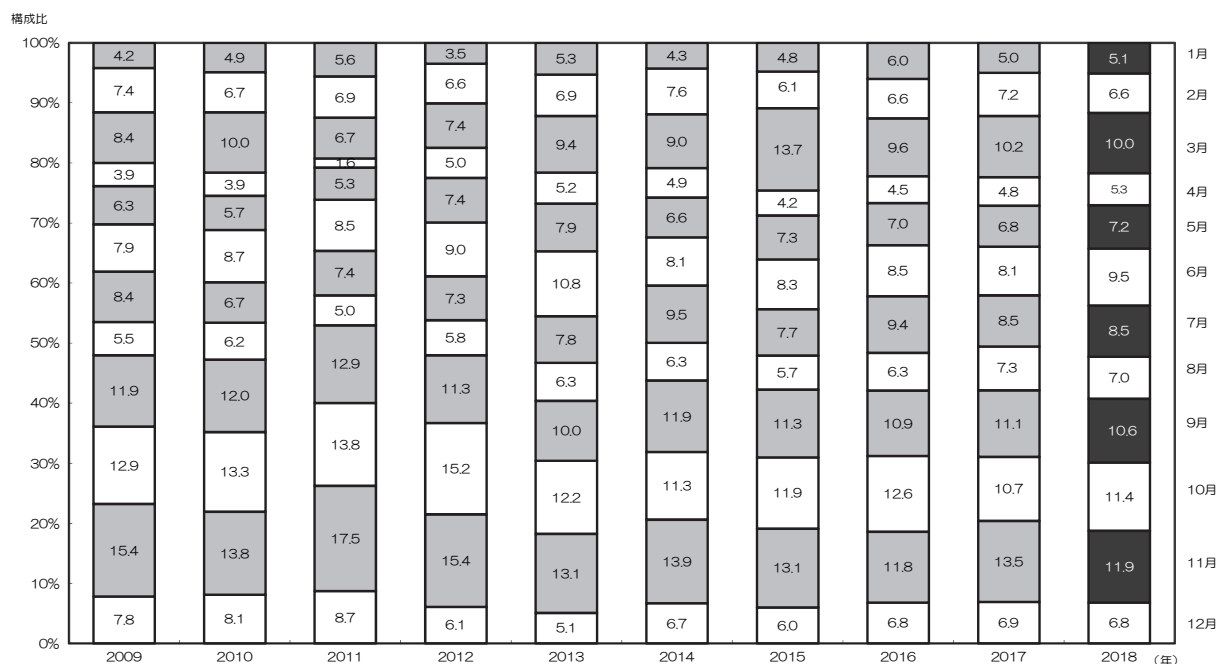 構成比
100% 4.2 4.9 5.6 3.5 5.3 4.3 4.8 6.0 5.0 5.1 1月
90% 7.4 6.7 6.9 6.6 6.9 7.6 6.1 6.6 7.2 6.6 2月
8.4 10.0 6.7 7.4 9.4 9.0 13.7 9.6 10.2 10.0 3月
80% 3.9 3.9 1.6 5.0 5.2 4.9 4.2 4.5 4.8 5.3 4月
70% 6.3 5.7 5.3 7.4 7.9 6.6 7.3 7.0 6.8 7.2 5月
60% 7.9 8.7 8.5 9.0 10.8 8.1 8.3 8.5 8.1 9.5 6月
8.4 6.7 7.4 7.3 7.8 9.5 7.7 9.4 8.5 8.5 7月
50% 5.5 6.2 5.0 5.8 6.3 6.3 5.7 6.3 7.3 7.0 8月
40% 11.9 12.0 12.9 11.3 10.0 11.9 11.3 10.9 11.1 10.6 9月
30% 12.9 13.3 13.8 15.2 12.2 11.3 11.9 12.6 10.7 11.4 10月
20% 15.4 13.8 17.5 15.4 13.1 13.9 13.1 11.8 13.5 11.9 11月
10% 7.8 8.1 8.7 6.1 5.1 6.7 6.0 6.8 6.9 6.8 12月
0%
2009 2010 2011 2012 2013 2014 2015 2016 2017 2018 (年)